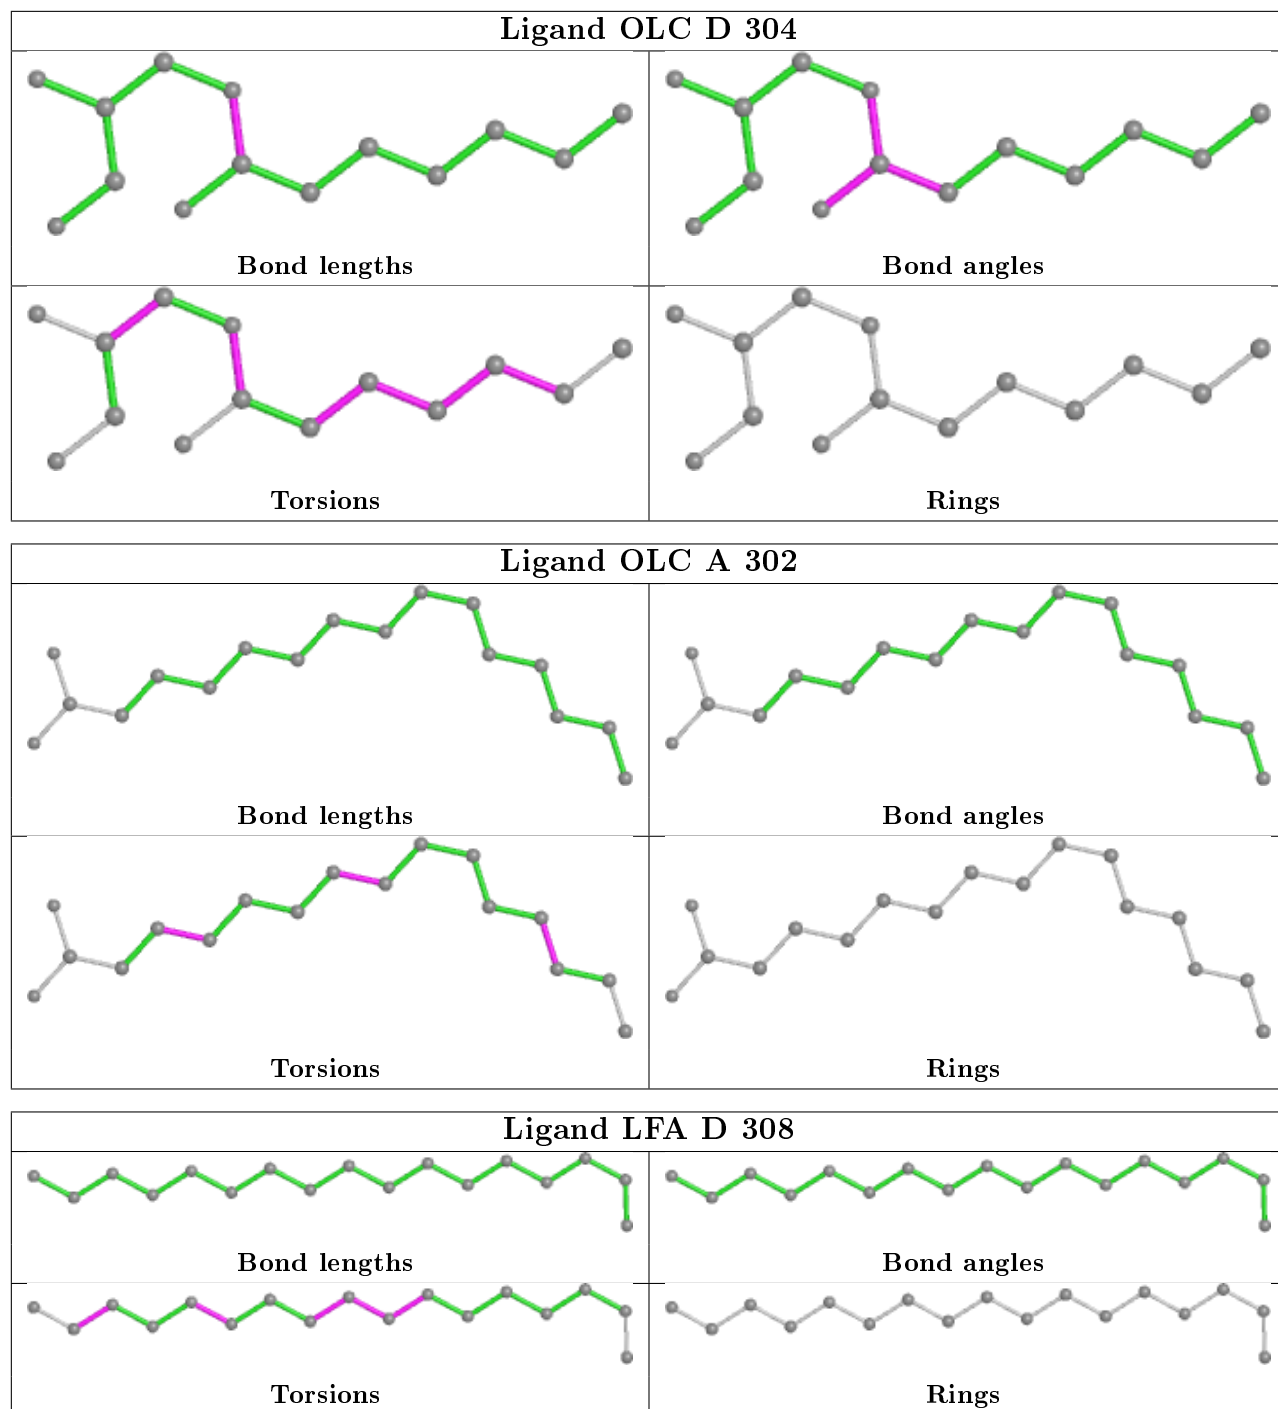 Ligand OLC D 304
Bond lengths
Bond angles
Torsions
Rings
Ligand OLC A 302
Bond lengths
Bond angles
Torsions
Rings
Ligand LFA D 308
Bond lengths
Bond angles
Torsions
Rings